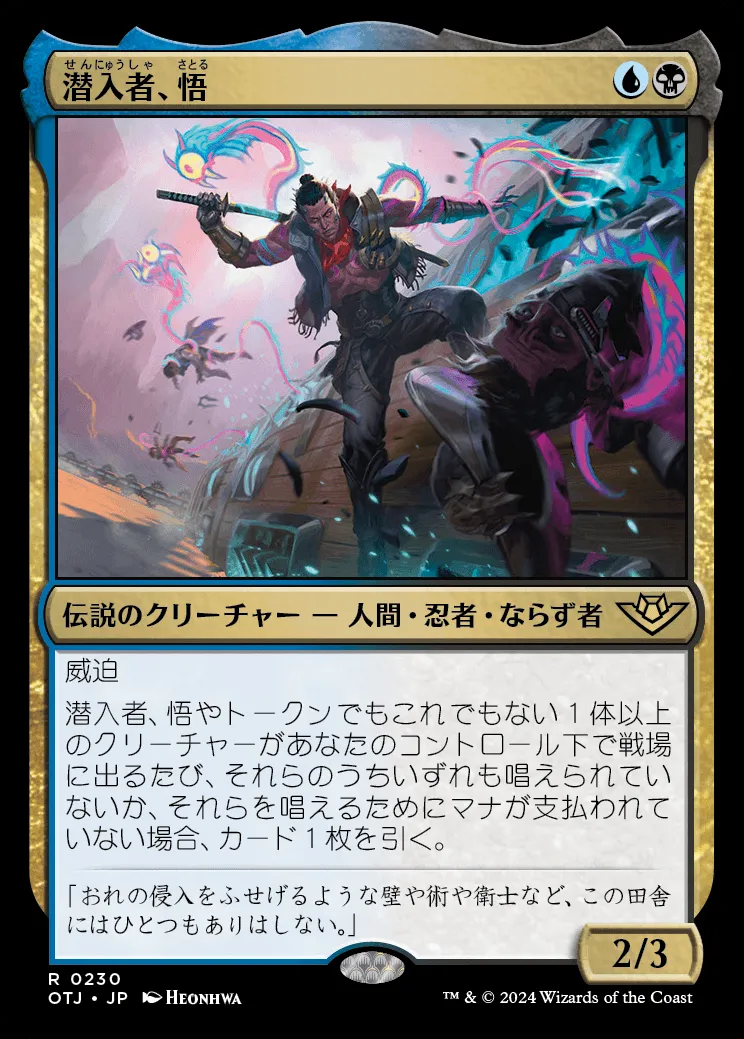 せんにゅうしゃ さとる
潜入者、悟
伝説のクリーチャー — 人間・忍者・ならず者
威迫
潜入者、悟やトークンでもこれでもない１体以上
のクリーチャーがあなたのコントロール下で戦場
に出るたび、それらのうちいずれも唱えられてい
ないか、それらを唱えるためにマナが支払われて
いない場合、カード１枚を引く。
「おれの侵入をふせげるような壁や術や衛士など、この田舎
にはひとつもありはしない。」
2/3
R 0230
OTJ • JP HEONHWA
™ & © 2024 Wizards of the Coast